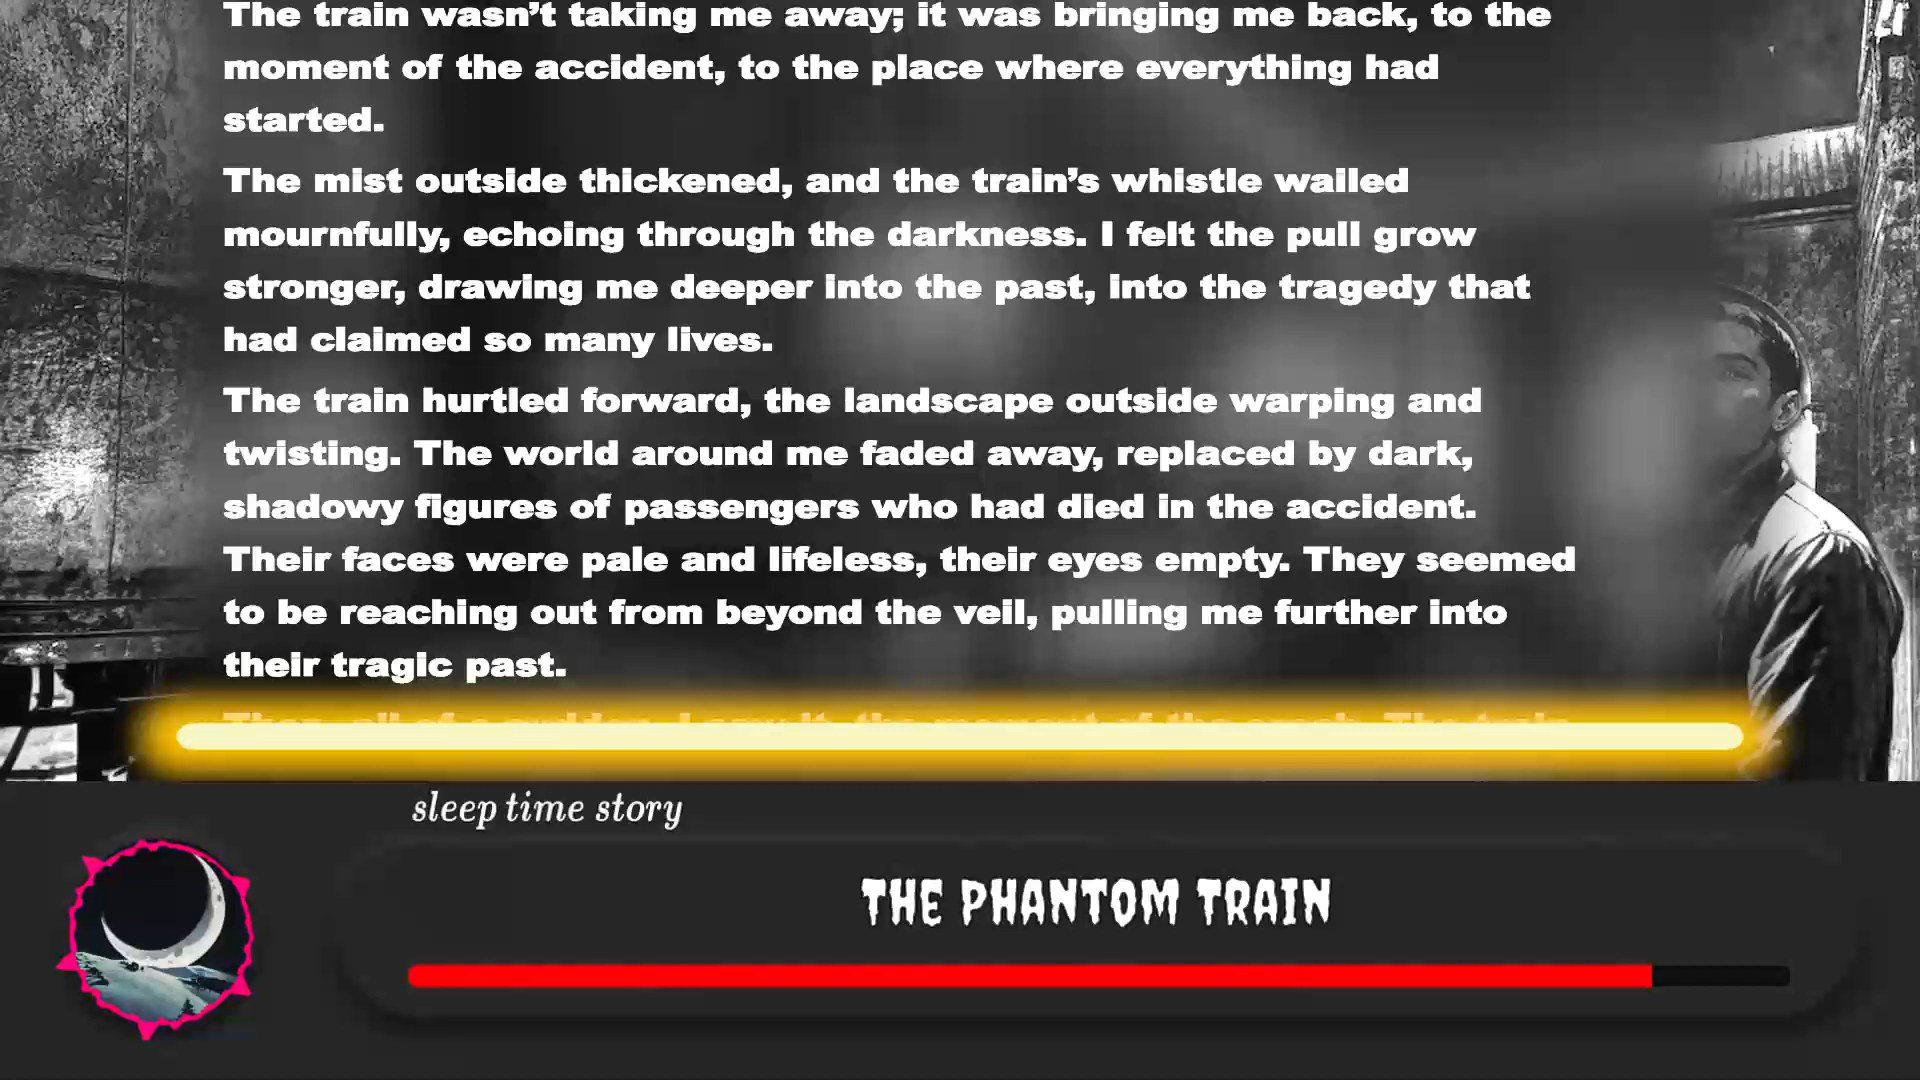 The train wasn’t taking me away; it was bringing me back, to the
moment of the accident, to the place where everything had
started.
The mist outside thickened, and the train’s whistle wailed
mournfully, echoing through the darkness. I felt the pull grow
stronger, drawing me deeper into the past, into the tragedy that
had claimed so many lives.
The train hurtled forward, the landscape outside warping and
twisting. The world around me faded away, replaced by dark,
shadowy figures of passengers who had died in the accident.
Their faces were pale and lifeless, their eyes empty. They seemed
to be reaching out from beyond the veil, pulling me further into
their tragic past.
sleep time story
THE PHANTOM TRAIN